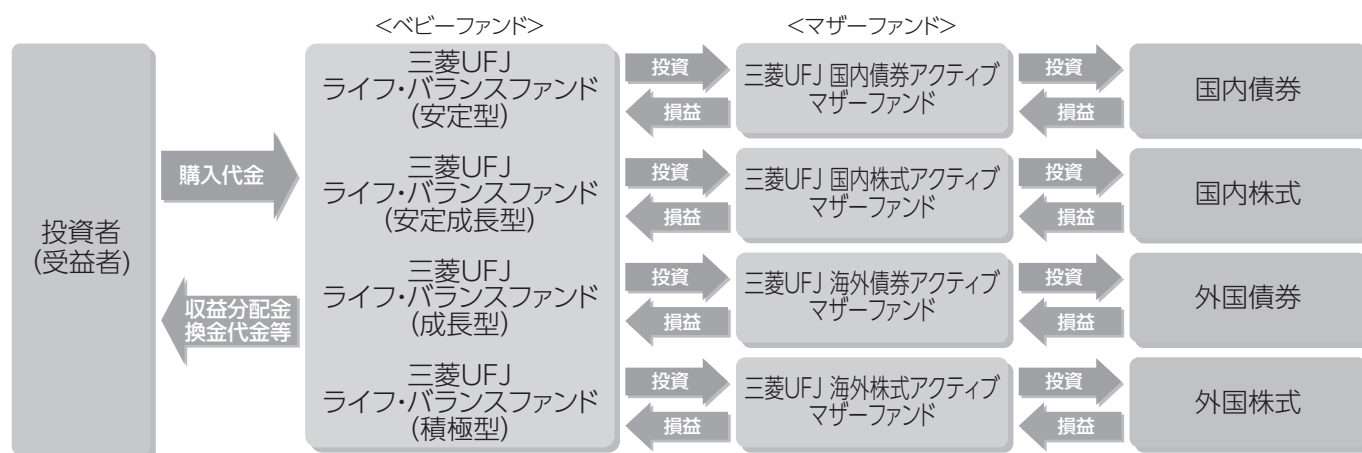 <ベビーファンド>
<マザーファンド>
投資者
(受益者)
購入代金
収益分配金
換金代金等
三菱UFJ
ライフ・バランスファンド
(安定型)
三菱UFJ
ライフ・バランスファンド
(安定成長型)
三菱UFJ
ライフ・バランスファンド
(成長型)
三菱UFJ
ライフ・バランスファンド
(積極型)
投資
損益
三菱UFJ 国内債券アクティブ
マザーファンド
投資
損益
国内債券
投資
損益
三菱UFJ 国内株式アクティブ
マザーファンド
投資
損益
国内株式
投資
損益
三菱UFJ 海外債券アクティブ
マザーファンド
投資
損益
外国債券
投資
損益
三菱UFJ 海外株式アクティブ
マザーファンド
投資
損益
外国株式